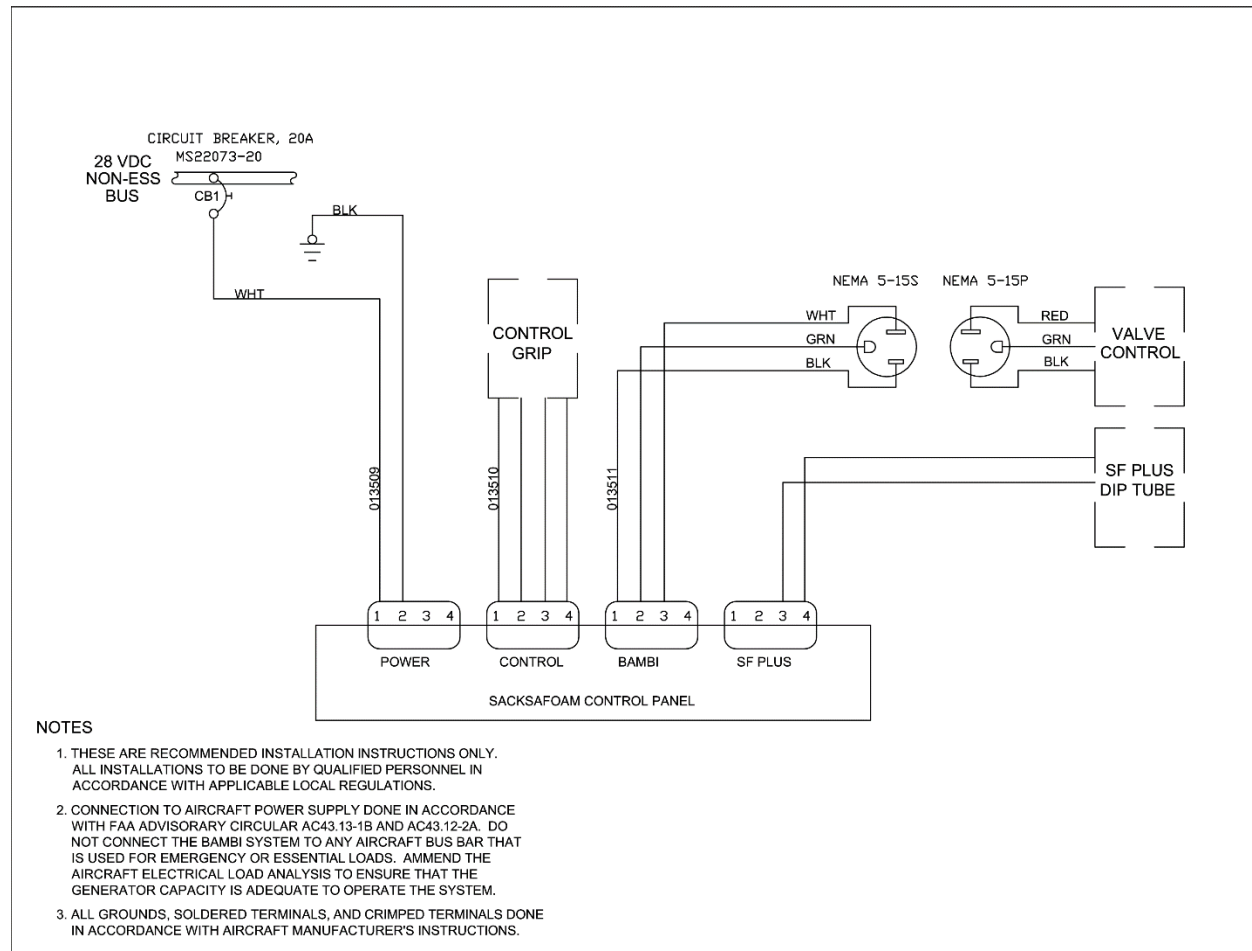 CIRCUIT BREAKER, 20A
MS22073-20
28 VDC
NON-ESS
BUS
CB1
BLK
WHT
CONTROL
GRIP
NEMA 5-15S
NEMA 5-15P
WHT
GRN
BLK
RED
GRN
BLK
VALVE
CONTROL
SF PLUS
DIP TUBE
013509
013510
013511
1 2 3 4
1 2 3 4
1 2 3 4
1 2 3 4
POWER
CONTROL
BAMBI
SF PLUS
SACKSAFOAM CONTROL PANEL
NOTES
1. THESE ARE RECOMMENDED INSTALLATION INSTRUCTIONS ONLY.
ALL INSTALLATIONS TO BE DONE BY QUALIFIED PERSONNEL IN
ACCORDANCE WITH APPLICABLE LOCAL REGULATIONS.
2. CONNECTION TO AIRCRAFT POWER SUPPLY DONE IN ACCORDANCE
WITH FAA ADVISORARY CIRCULAR AC43.13-1B AND AC43.12-2A. DO
NOT CONNECT THE BAMBI SYSTEM TO ANY AIRCRAFT BUS BAR THAT
IS USED FOR EMERGENCY OR ESSENTIAL LOADS. AMMEND THE
AIRCRAFT ELECTRICAL LOAD ANALYSIS TO ENSURE THAT THE
GENERATOR CAPACITY IS ADEQUATE TO OPERATE THE SYSTEM.
3. ALL GROUNDS, SOLDERED TERMINALS, AND CRIMPED TERMINALS DONE
IN ACCORDANCE WITH AIRCRAFT MANUFACTURER'S INSTRUCTIONS.